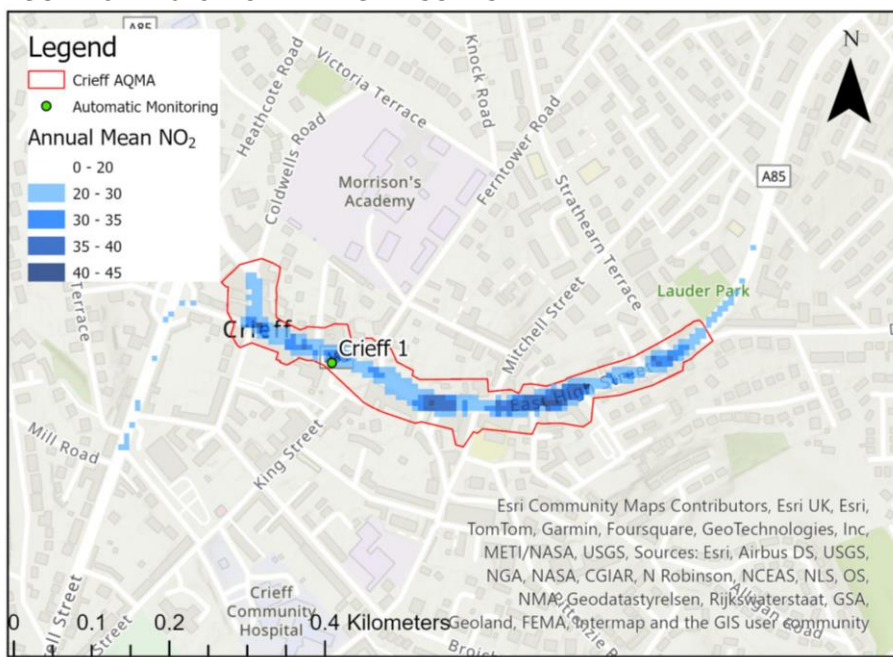 A85
Legend
Crieff AQMA
Automatic Monitoring
Annual Mean NO₂
0 - 20
20 - 30
30 - 35
35 - 40
40 - 45
N
Heathcote Road
Victoria Terrace
Knock Road
Coldwells Road
Ferntower Road
Morrison's
Academy
A85
Strathearn Terrace
Lauder Park
Terrace
Crieff
Crieff 1
Mitchell Street
East High Street
Mill Road
King Street
Esri Community Maps Contributors, Esri UK, Esri,
TomTom, Garmin, Foursquare, GeoTechnologies, Inc,
METI/NASA, USGS, Sources: Esri, Airbus DS, USGS,
NGA, NASA, CGIAR, N Robinson, NCEAS, NLS, OS,
NMA, Geodatastyrelsen, Rijkswaterstaat, GSA,
Geoland, FEMA, Intermap and the GIS user community
Crieff
Community
Hospital
Street
Road
0 0.1 0.2 0.4 Kilometers